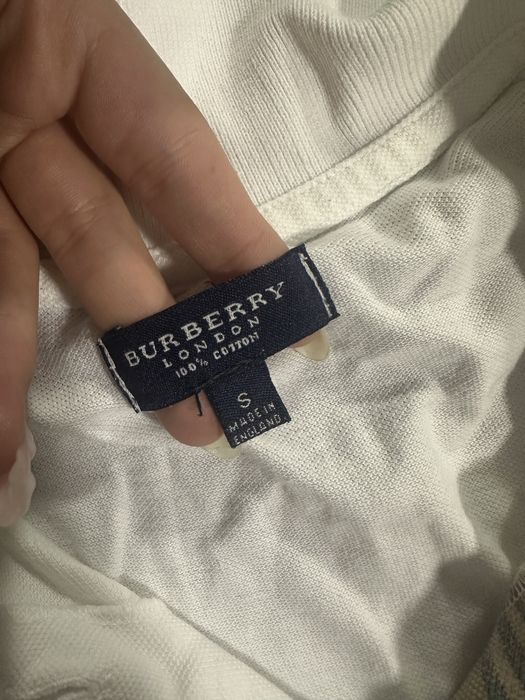 BURBERRY
LONDON
100% COTTON
S
MADE IN
ENGLAND